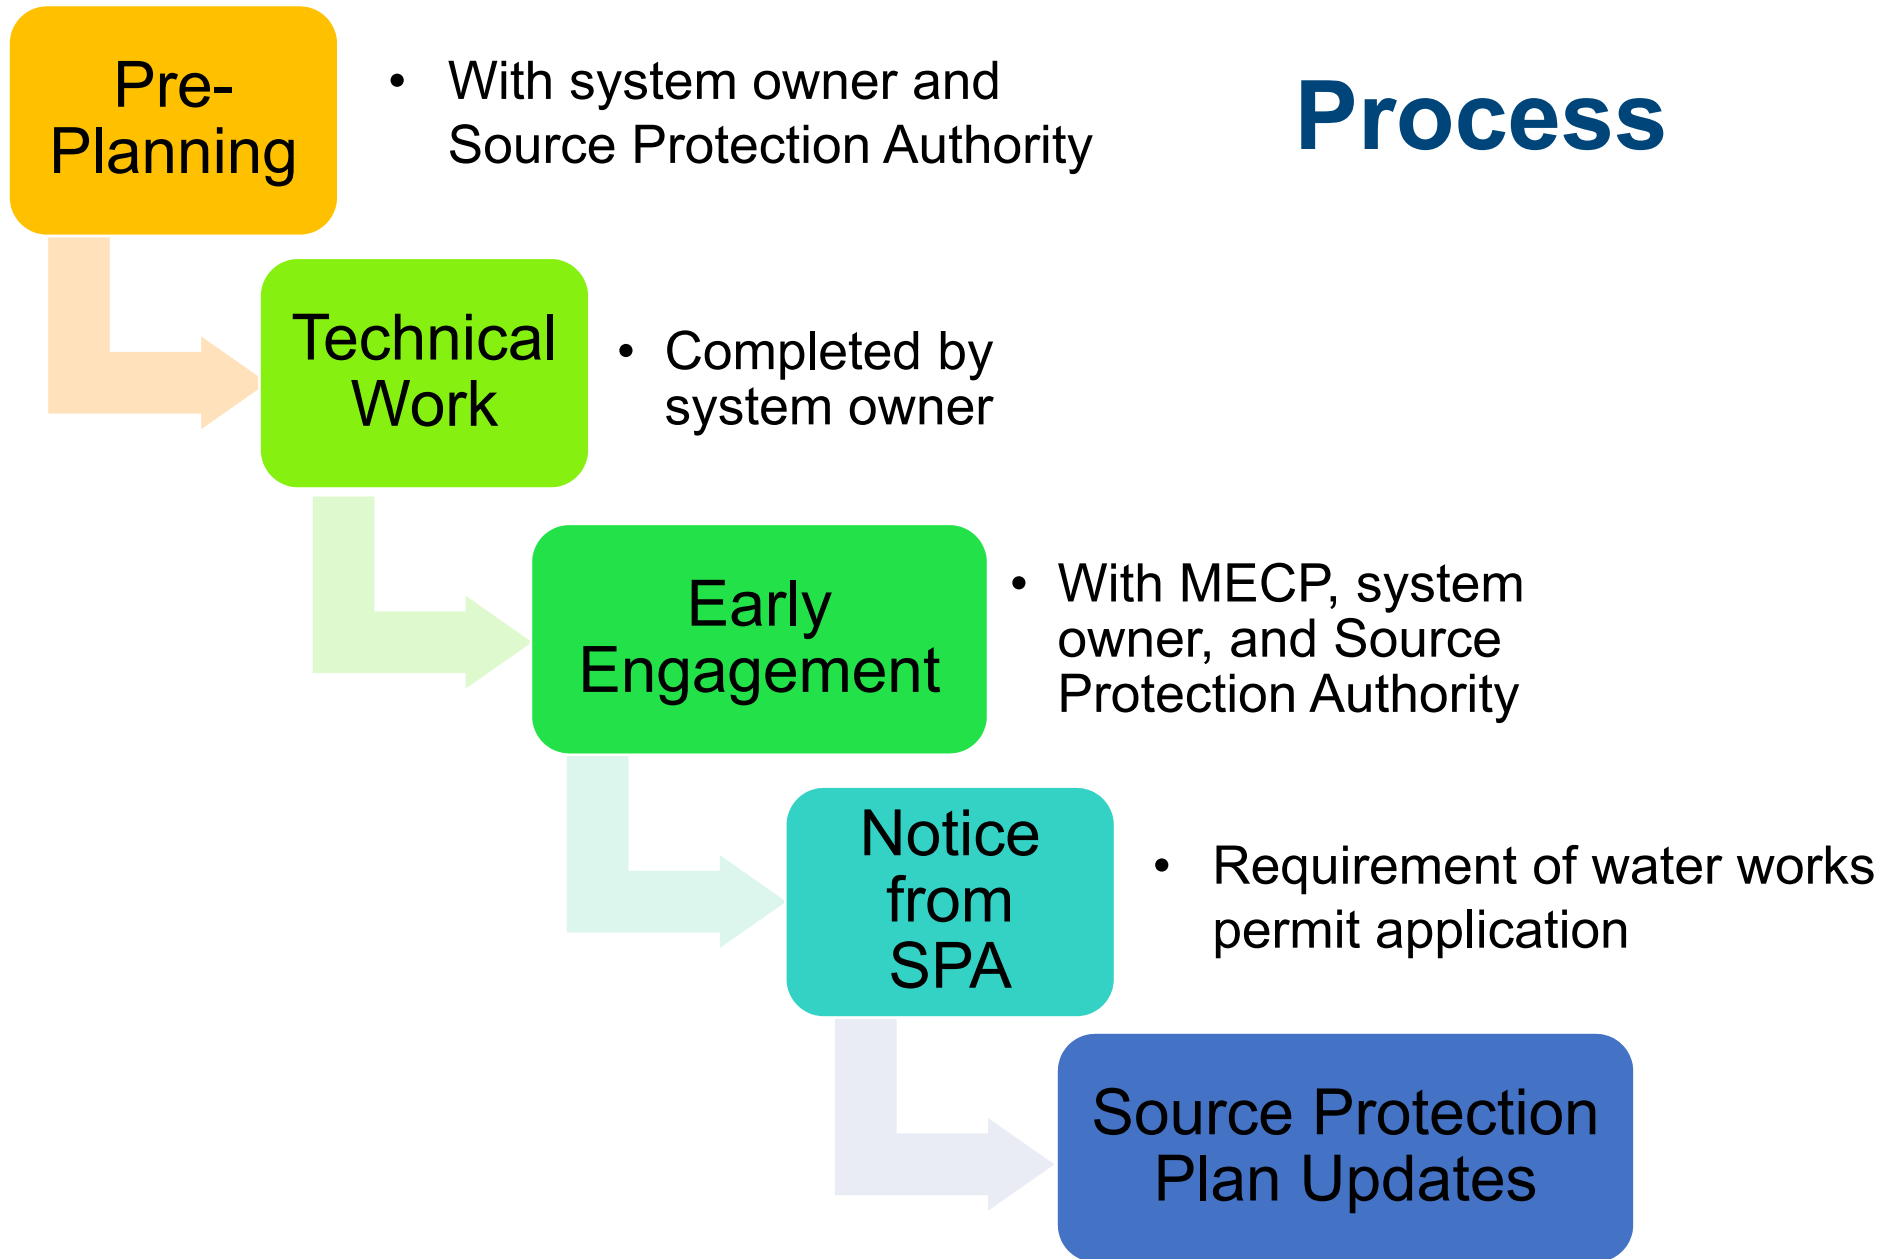 Process
Pre-
Planning
• With system owner and
Source Protection Authority
Technical
Work
• Completed by
system owner
Early
Engagement
• With MECP, system
owner, and Source
Protection Authority
Notice
from
SPA
• Requirement of water works
permit application
Source Protection
Plan Updates